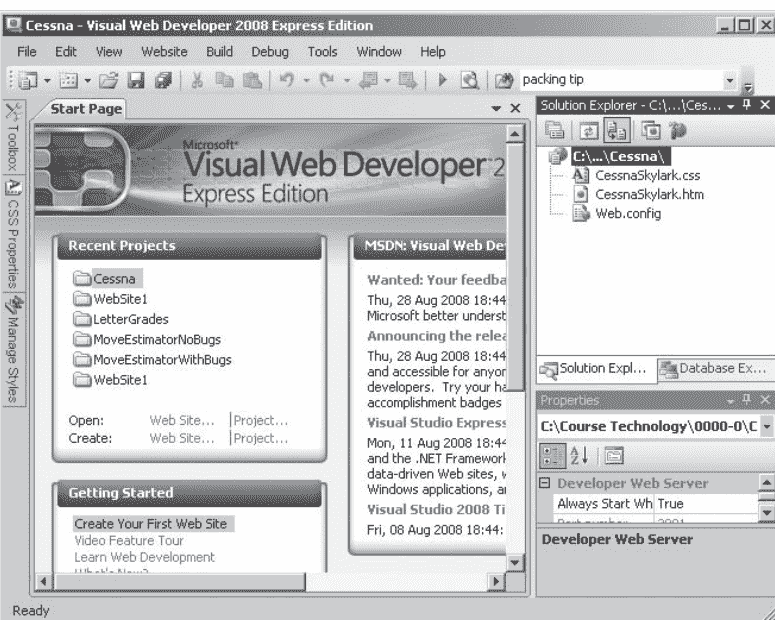 Cessna - Visual Web Developer 2008 Express Edition
File Edit View Website Build Debug Tools Window Help
packing tip
Toolbox
CSS Properties
Manage Styles
Start Page
Microsoft
Visual Web Developer 2
Express Edition
Recent Projects
Cessna
WebSite1
LetterGrades
MoveEstimatorNoBugs
MoveEstimatorWithBugs
WebSite1
Open: Web Site... Project...
Create: Web Site... Project...
Getting Started
Create Your First Web Site
Video Feature Tour
Learn Web Development
What's New?
MSDN: Visual Web De
Wanted: Your feedba
Thu, 28 Aug 2008 18:44
Microsoft better underst
Announcing the relea
Thu, 28 Aug 2008 18:44
and accessible for anyor
developers. Try your ha
accomplishment badges
Visual Studio Express
Mon, 11 Aug 2008 18:44
and the .NET Framework
data-driven Web sites, w
Windows applications, ar
Visual Studio 2008 Ti
Fri, 08 Aug 2008 18:44:
Solution Explorer - C:\...\Ces...
C:\...\Cessna\
CessnaSkylark.css
CessnaSkylark.htm
Web.config
Solution Expl... Database Ex...
Properties
C:\Course Technology\0000-0\C
Developer Web Server
Always Start Wh True
Developer Web Server
Ready